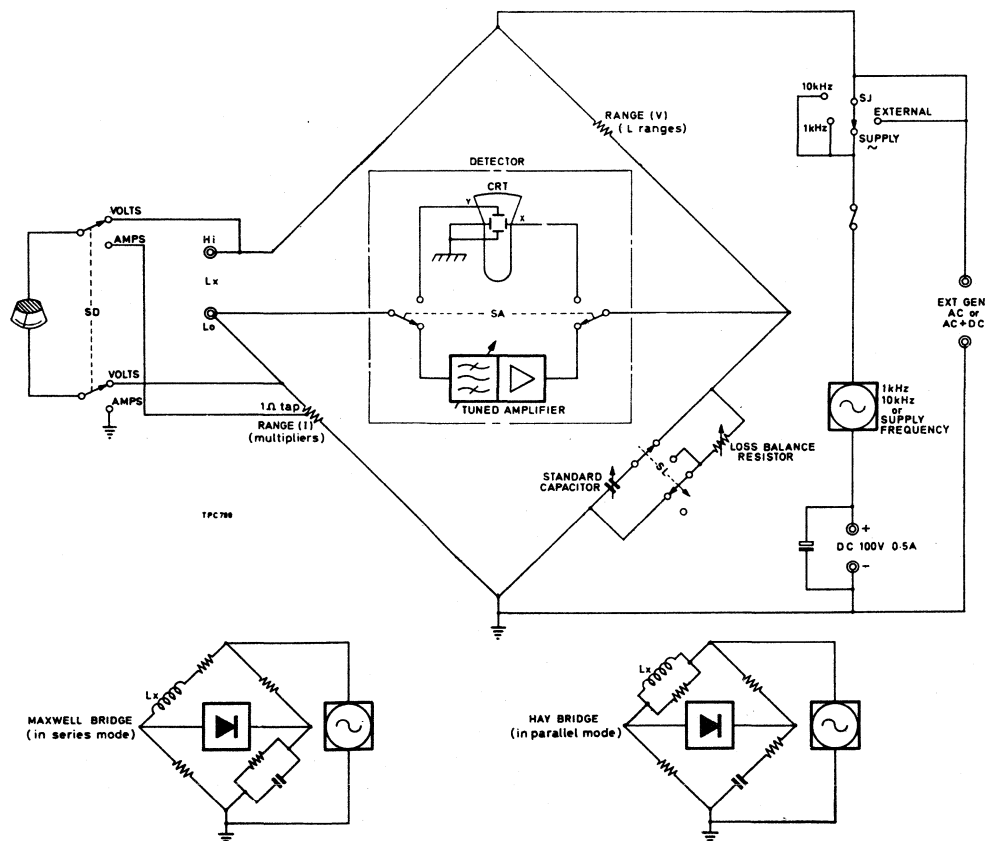 RANGE (V)
(L ranges)
10kHz
SJ
EXTERNAL
1kHz
SUPPLY
~
DETECTOR
CRT
Y
X
VOLTS
AMPS
Hi
Lx
Lo
SD
SA
VOLTS
AMPS
1Ω tap
RANGE (I)
(multipliers)
TUNED AMPLIFIER
EXT GEN
AC or
AC+DC
1kHz
10kHz
or
SUPPLY
FREQUENCY
LOSS BALANCE
RESISTOR
STANDARD
CAPACITOR
SL
TPC786
+
DC 100V 0·5A
-
Lx
MAXWELL BRIDGE
(in series mode)
Lx
HAY BRIDGE
(in parallel mode)